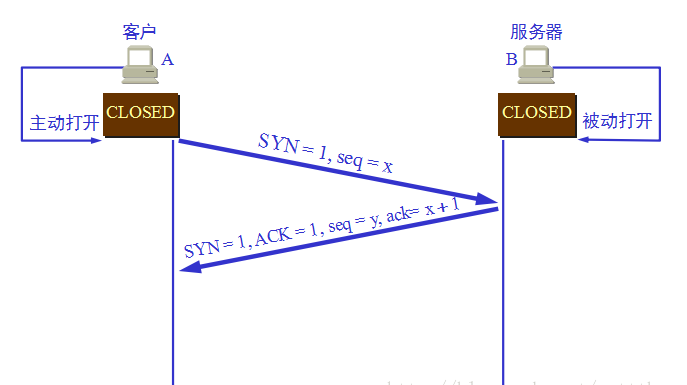 客户
服务器
A
B
CLOSED
CLOSED
主动打开
被动打开
SYN = 1, seq = x
SYN = 1, ACK = 1, seq = y, ack= x + 1